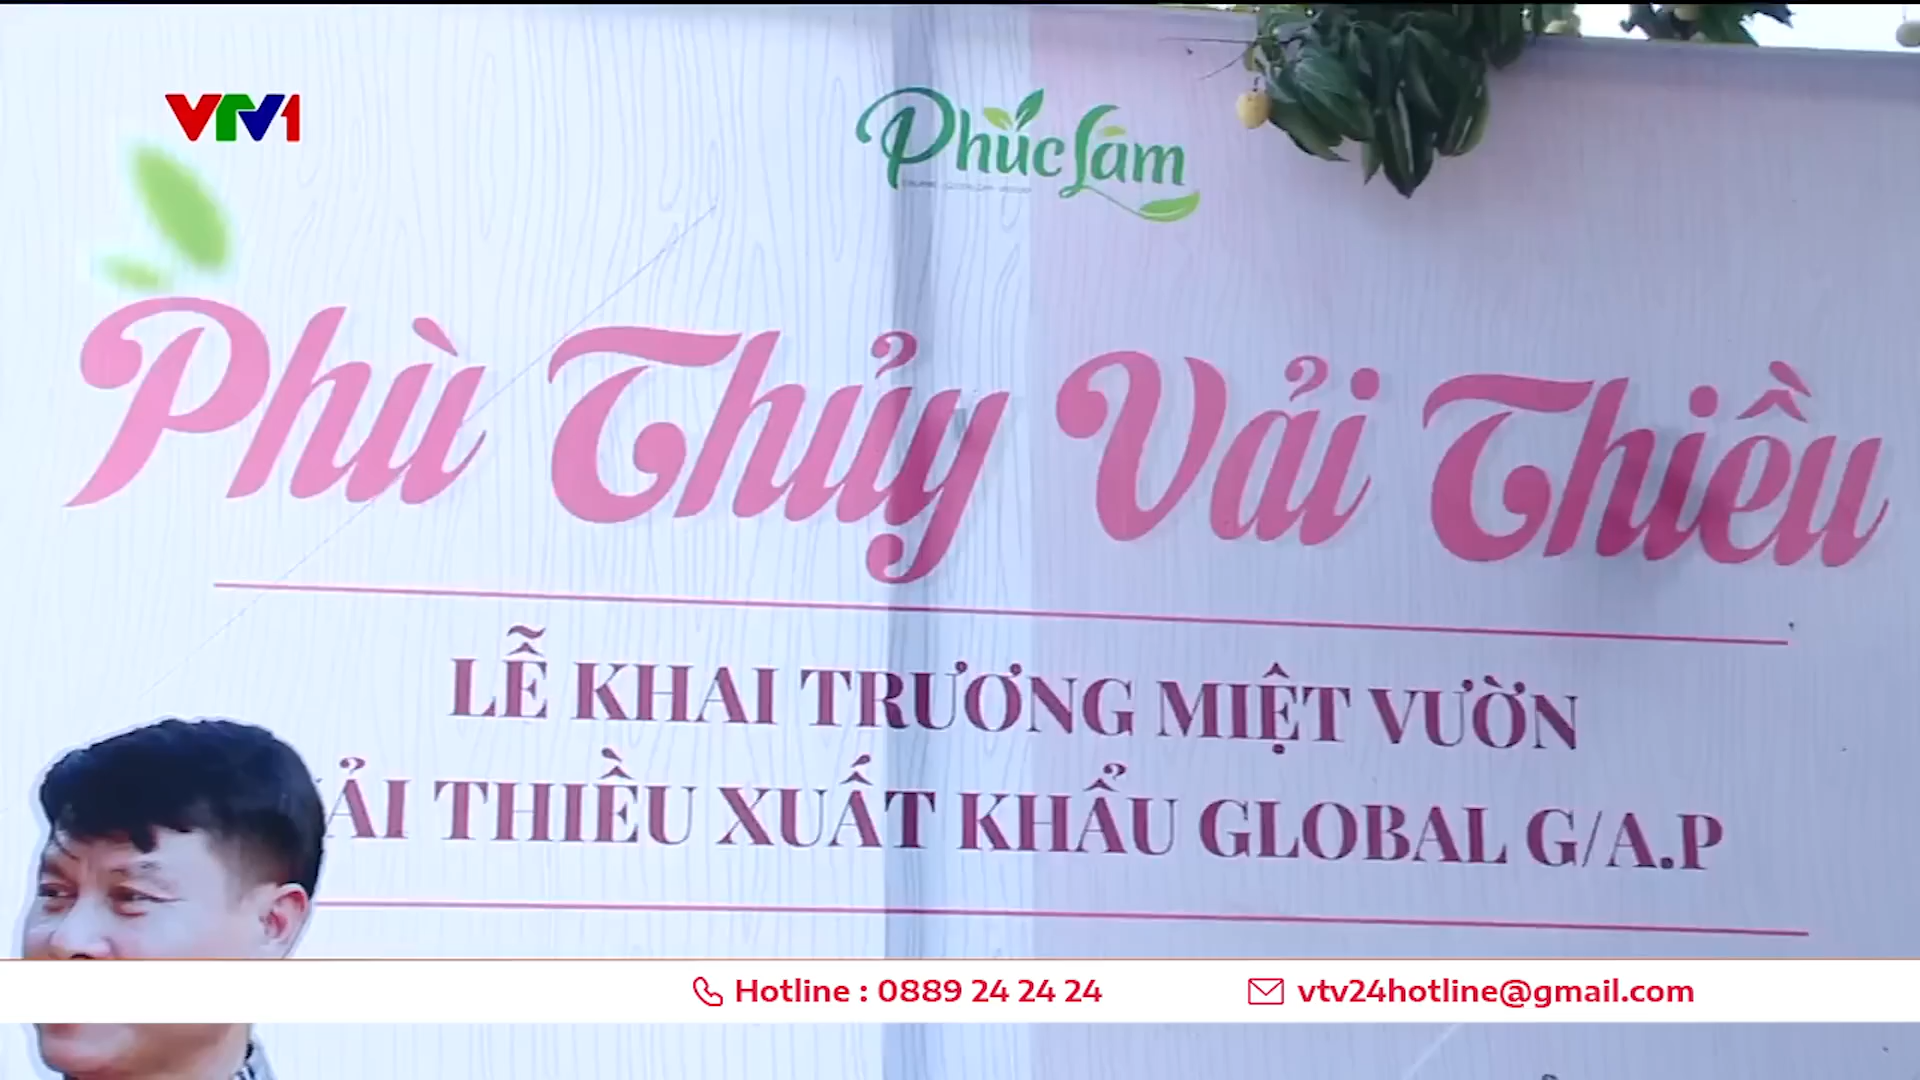 VTV1
Phúc Lâm
Phù Thủy Vải Thiều
LỄ KHAI TRƯƠNG MIỆT VƯỜN
ẢI THIỀU XUẤT KHẨU GLOBAL G/A.P
Hotline : 0889 24 24 24
vtv24hotline@gmail.com